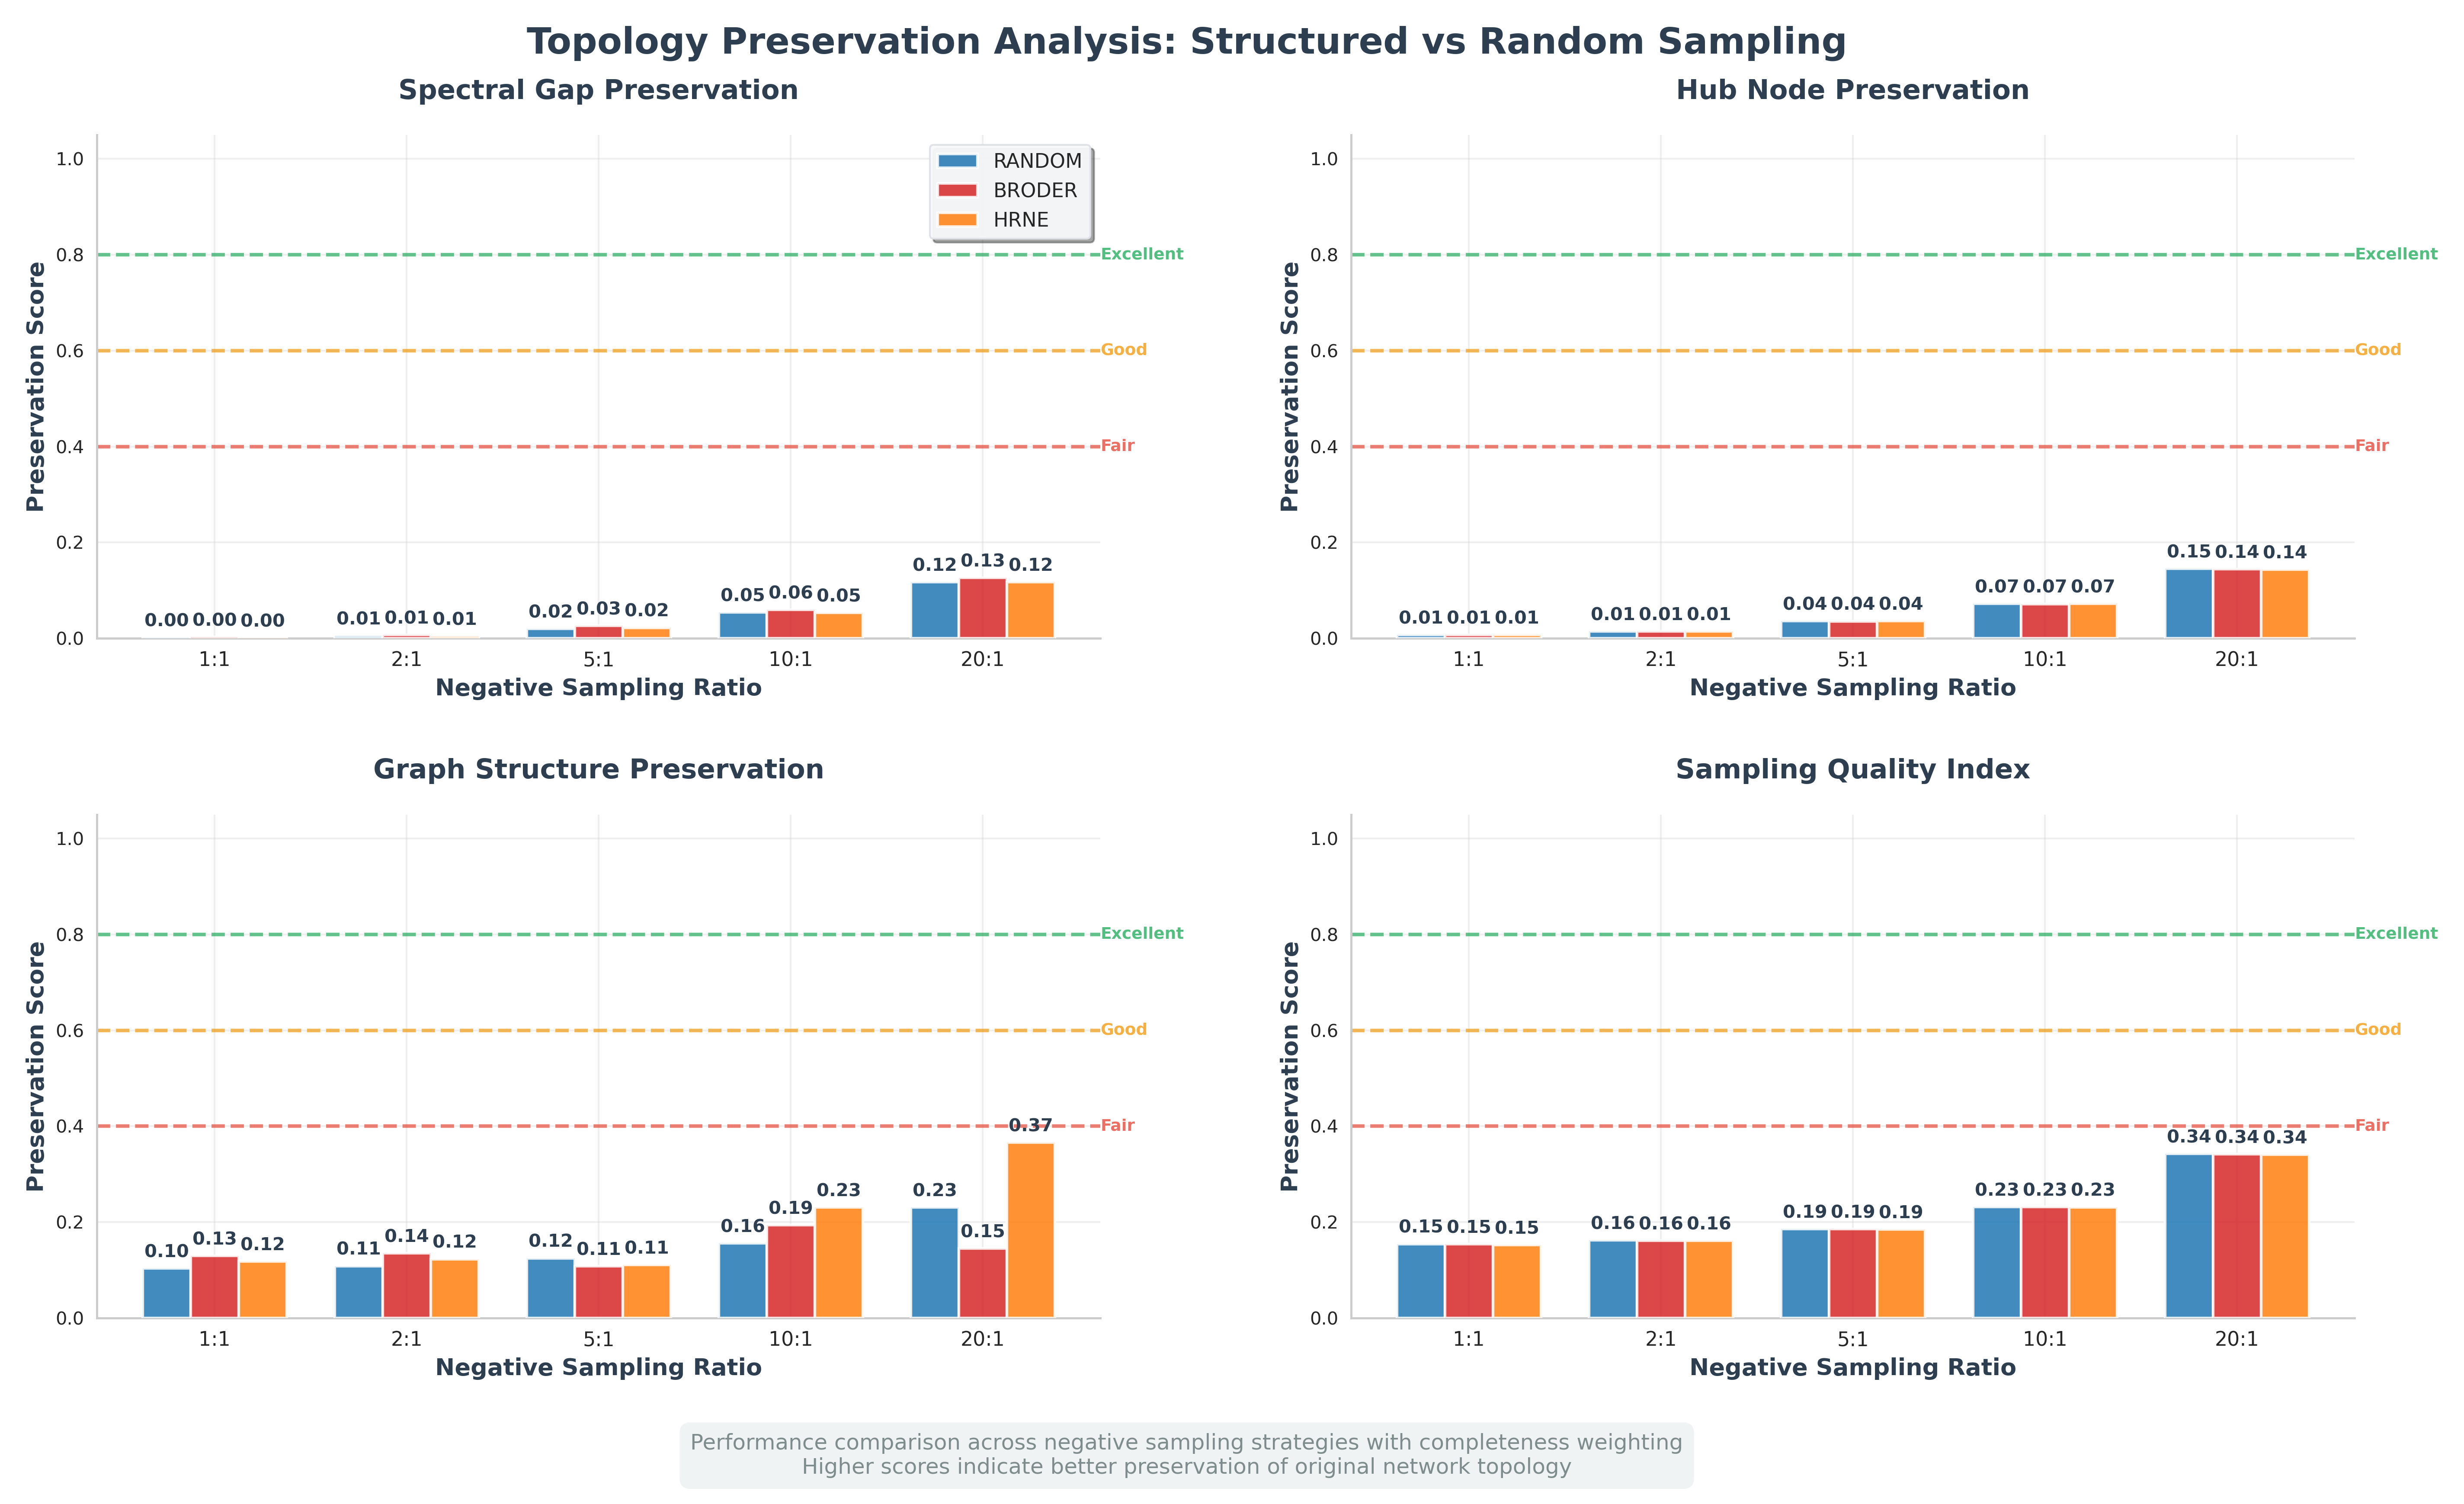 Topology Preservation Analysis: Structured vs Random Sampling
Spectral Gap Preservation
Preservation Score
1.0
0.8
0.6
0.4
0.2
0.0
RANDOM
BRODER
HRNE
Excellent
Good
Fair
0.00 0.00 0.00
0.01 0.01 0.01
0.02 0.03 0.02
0.05 0.06 0.05
0.12 0.13 0.12
1:1 2:1 5:1 10:1 20:1
Negative Sampling Ratio
Hub Node Preservation
Preservation Score
1.0
0.8
0.6
0.4
0.2
0.0
Excellent
Good
Fair
0.01 0.01 0.01
0.01 0.01 0.01
0.04 0.04 0.04
0.07 0.07 0.07
0.15 0.14 0.14
1:1 2:1 5:1 10:1 20:1
Negative Sampling Ratio
Graph Structure Preservation
Preservation Score
1.0
0.8
0.6
0.4
0.2
0.0
Excellent
Good
Fair
0.10 0.13 0.12
0.11 0.14 0.12
0.12 0.11 0.11
0.16 0.19 0.23
0.23 0.15 0.37
1:1 2:1 5:1 10:1 20:1
Negative Sampling Ratio
Sampling Quality Index
Preservation Score
1.0
0.8
0.6
0.4
0.2
0.0
Excellent
Good
Fair
0.15 0.15 0.15
0.16 0.16 0.16
0.19 0.19 0.19
0.23 0.23 0.23
0.34 0.34 0.34
1:1 2:1 5:1 10:1 20:1
Negative Sampling Ratio
Performance comparison across negative sampling strategies with completeness weighting
Higher scores indicate better preservation of original network topology